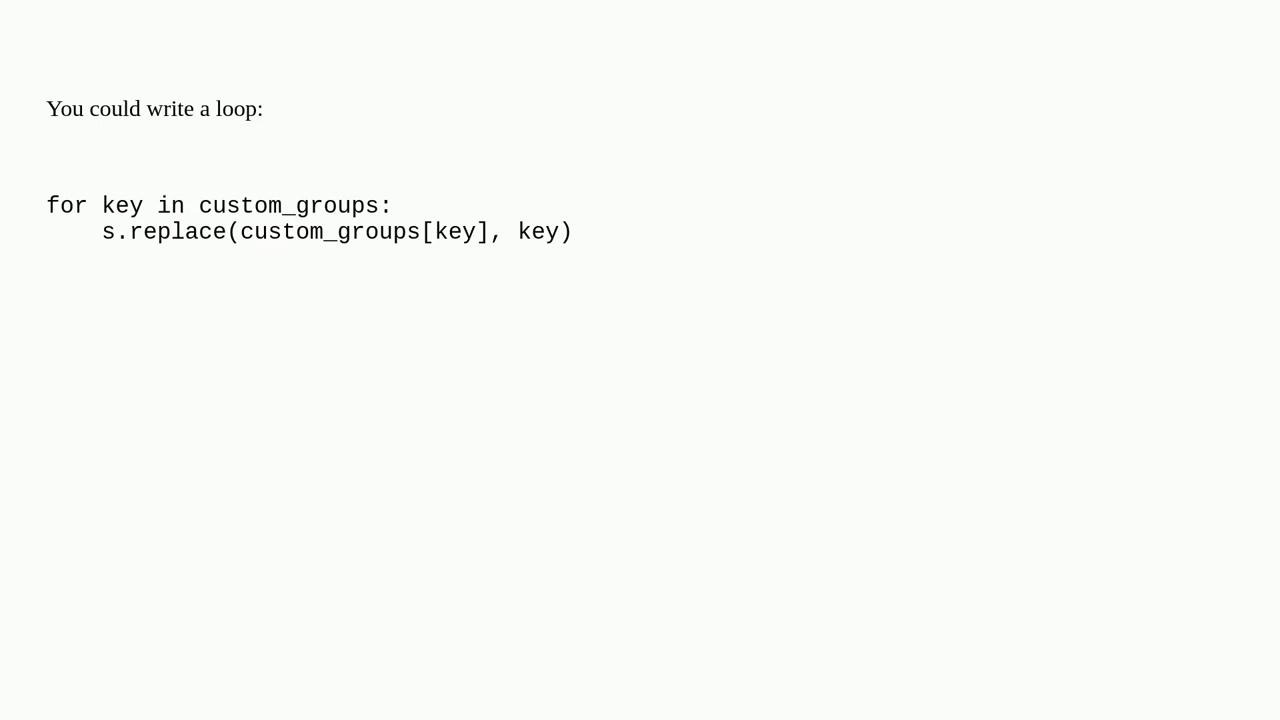 You could write a loop:
for key in custom_groups:
    s.replace(custom_groups[key], key)